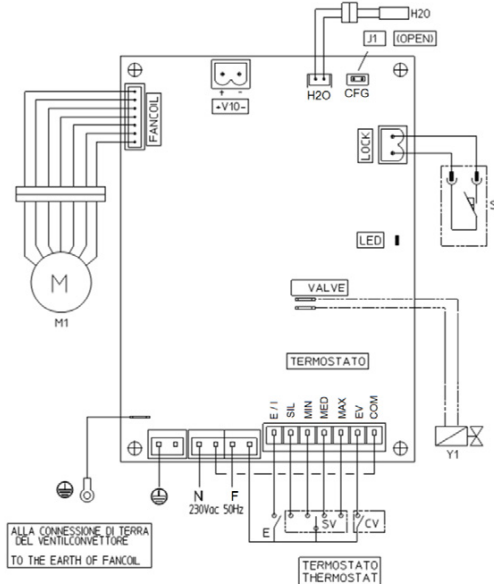 H2O
J1 (OPEN)
H2O
CFG
+ -
+V10-
FANCOIL
LOCK
LED
M
M1
VALVE
TERMOSTATO
E / I
SIL
MIN
MED
MAX
EV
COM
Y1
N F
230Vac 50Hz
E
SV
CV
ALLA CONNESSIONE DI TERRA
DEL VENTILCONVETTORE
TO THE EARTH OF FANCOIL
TERMOSTATO
THERMOSTAT